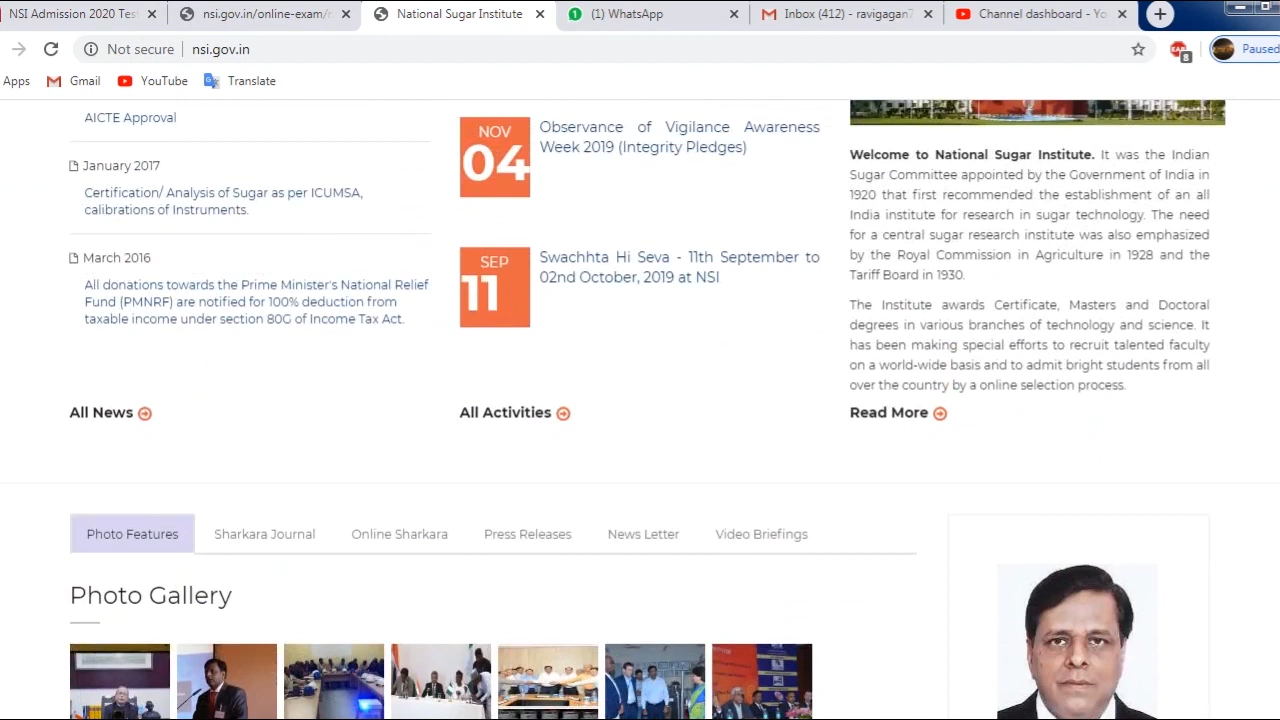 NSI Admission 2020 Tes
nsi.gov.in/online-exam/r
National Sugar Institute
(1) WhatsApp
Inbox (412) - ravigagan7
Channel dashboard - Yo
Not secure
nsi.gov.in
8
Paused
Apps
Gmail
YouTube
Translate
AICTE Approval
January 2017
Certification/ Analysis of Sugar as per ICUMSA,
calibrations of Instruments.
March 2016
All donations towards the Prime Minister's National Relief
Fund (PMNRF) are notified for 100% deduction from
taxable income under section 80G of Income Tax Act.
All News
NOV
04
Observance of Vigilance Awareness
Week 2019 (Integrity Pledges)
SEP
11
Swachhta Hi Seva - 11th September to
02nd October, 2019 at NSI
All Activities
Welcome to National Sugar Institute. It was the Indian
Sugar Committee appointed by the Government of India in
1920 that first recommended the establishment of an all
India institute for research in sugar technology. The need
for a central sugar research institute was also emphasized
by the Royal Commission in Agriculture in 1928 and the
Tariff Board in 1930.
The Institute awards Certificate, Masters and Doctoral
degrees in various branches of technology and science. It
has been making special efforts to recruit talented faculty
on a world-wide basis and to admit bright students from all
over the country by a online selection process.
Read More
Photo Features
Sharkara Journal
Online Sharkara
Press Releases
News Letter
Video Briefings
Photo Gallery